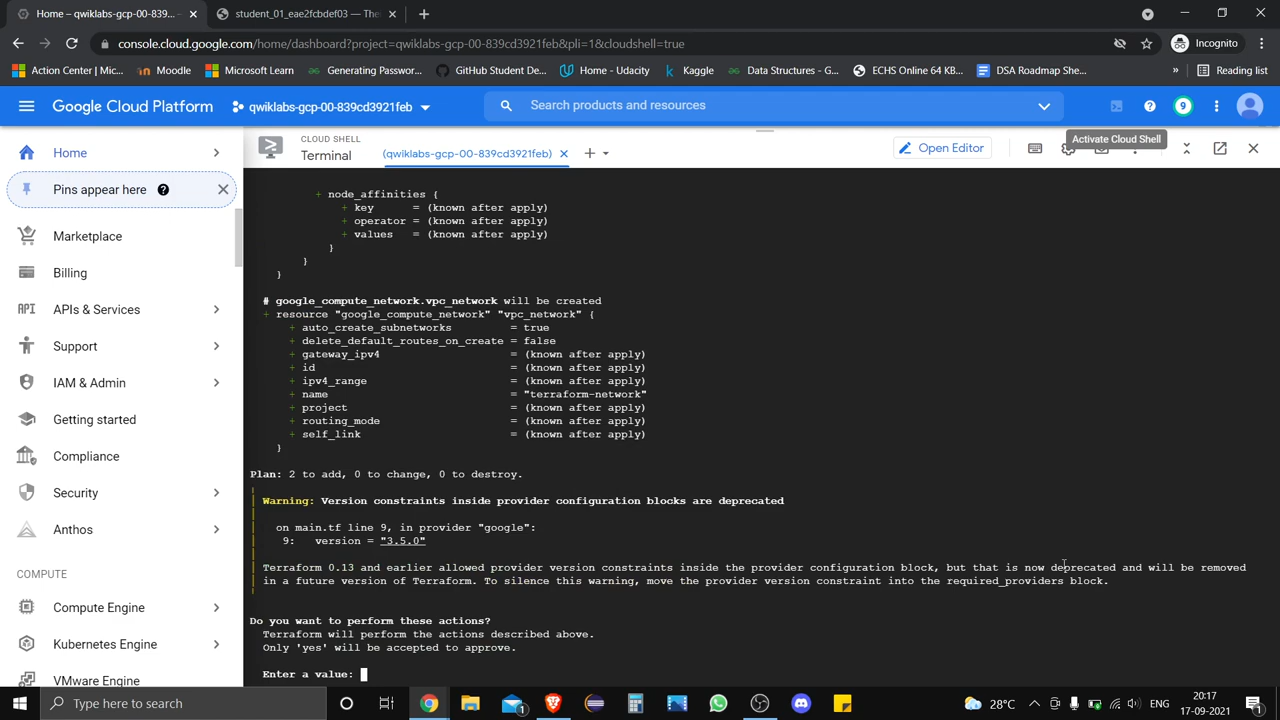 Home – qwiklabs-gcp-00-839cd3921feb
student_01_eae2fcbdef03 — The
console.cloud.google.com/home/dashboard?project=qwiklabs-gcp-00-839cd3921feb&pli=1&cloudshell=true
Incognito
Action Center | Mic...
Moodle
Microsoft Learn
Generating Passwor...
GitHub Student De...
Home - Udacity
Kaggle
Data Structures - G...
ECHS Online 64 KB...
DSA Roadmap She...
»
Reading list
Google Cloud Platform
qwiklabs-gcp-00-839cd3921feb
Search products and resources
9
Activate Cloud Shell
Home
Pins appear here
Marketplace
Billing
API APIs & Services
Support
IAM & Admin
Getting started
Compliance
Security
Anthos
COMPUTE
Compute Engine
Kubernetes Engine
VMware Engine
CLOUD SHELL
Terminal
(qwiklabs-gcp-00-839cd3921feb)
Open Editor
+ node_affinities {
+ key = (known after apply)
+ operator = (known after apply)
+ values = (known after apply)
}
}
}
# google_compute_network.vpc_network will be created
+ resource "google_compute_network" "vpc_network" {
+ auto_create_subnetworks = true
+ delete_default_routes_on_create = false
+ gateway_ipv4 = (known after apply)
+ id = (known after apply)
+ ipv4_range = (known after apply)
+ name = "terraform-network"
+ project = (known after apply)
+ routing_mode = (known after apply)
+ self_link = (known after apply)
}
Plan: 2 to add, 0 to change, 0 to destroy.
Warning: Version constraints inside provider configuration blocks are deprecated
on main.tf line 9, in provider "google":
9: version = "3.5.0"
Terraform 0.13 and earlier allowed provider version constraints inside the provider configuration block, but that is now deprecated and will be removed
in a future version of Terraform. To silence this warning, move the provider version constraint into the required_providers block.
Do you want to perform these actions?
Terraform will perform the actions described above.
Only 'yes' will be accepted to approve.
Enter a value:
Type here to search
1
28°C
ENG
20:17
17-09-2021
1